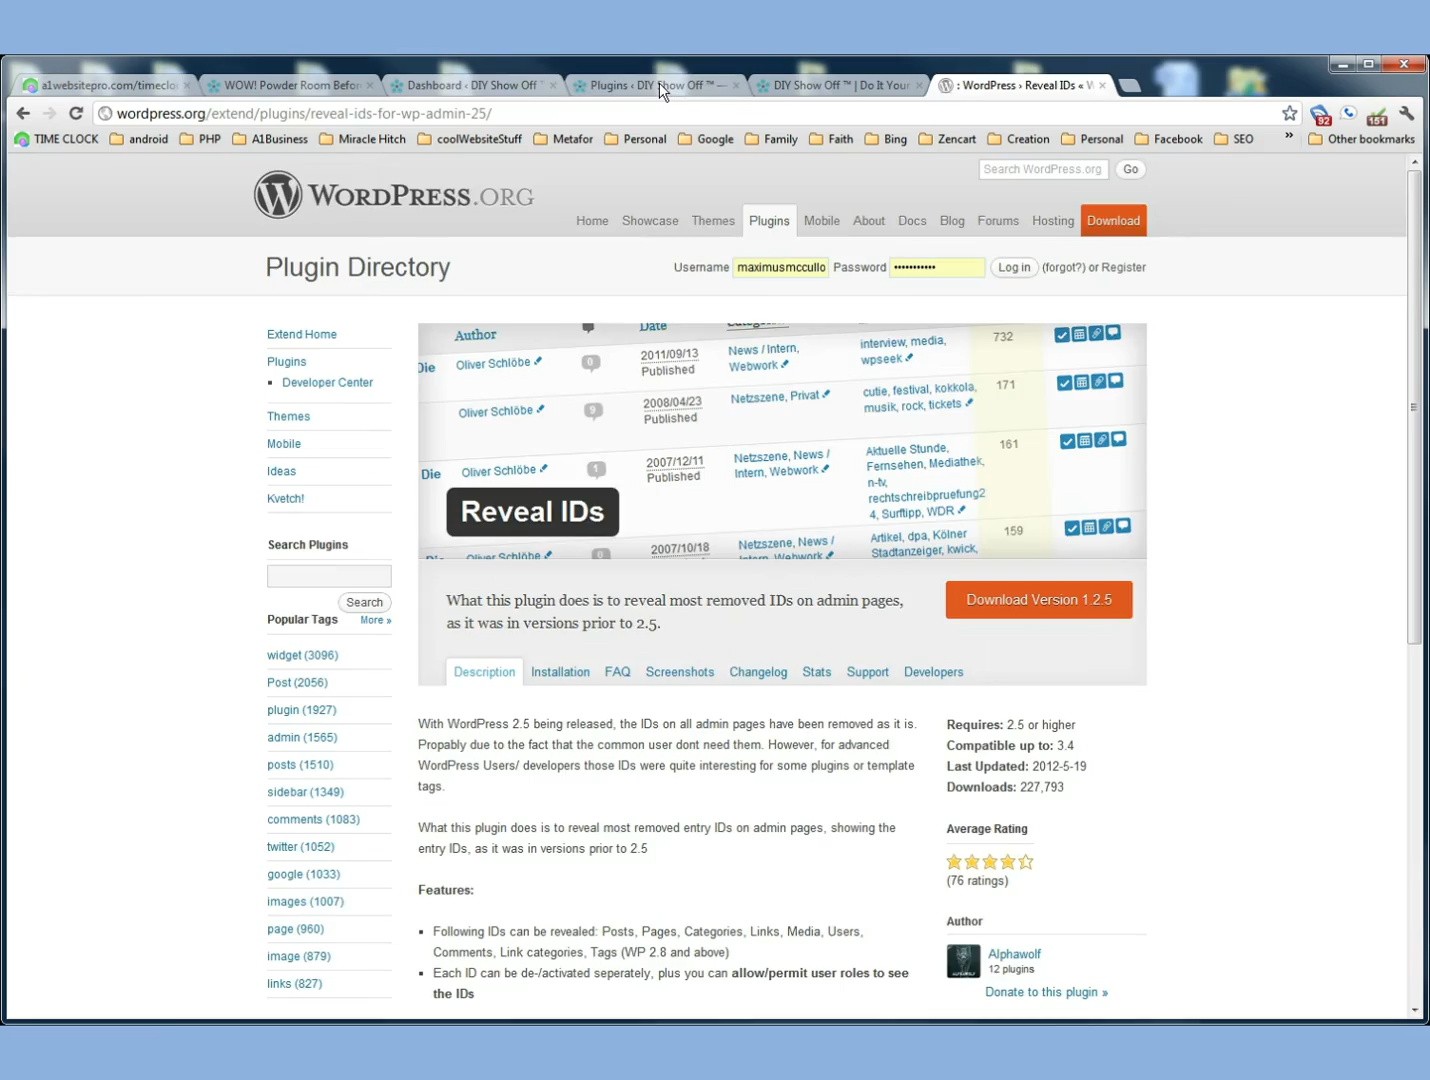 a1websitepro.com/timeclo
WOW! Powder Room Befor
Dashboard ‹ DIY Show Off
Plugins ‹ DIY Show Off ™ —
DIY Show Off ™ | Do It Your
: WordPress › Reveal IDs « W
wordpress.org/extend/plugins/reveal-ids-for-wp-admin-25/
92
151
TIME CLOCK
android
PHP
A1Business
Miracle Hitch
coolWebsiteStuff
Metafor
Personal
Google
Family
Faith
Bing
Zencart
Creation
Personal
Facebook
SEO
»
Other bookmarks
WORDPRESS.ORG
Search WordPress.org
Go
Home
Showcase
Themes
Plugins
Mobile
About
Docs
Blog
Forums
Hosting
Download
Plugin Directory
Username
maximusmccullo
Password
•••••••••••
Log in
(forgot?) or Register
Extend Home
Plugins
Developer Center
Themes
Mobile
Ideas
Kvetch!
Search Plugins
Search
Popular Tags
More »
widget (3096)
Post (2056)
plugin (1927)
admin (1565)
posts (1510)
sidebar (1349)
comments (1083)
twitter (1052)
google (1033)
images (1007)
page (960)
image (879)
links (827)
Author
Date
Die
Oliver Schlöbe
0
2011/09/13
Published
News / Intern,
Webwork
interview, media,
wpseek
732
Oliver Schlöbe
9
2008/04/23
Published
Netzszene, Privat
cutie, festival, kokkola,
musik, rock, tickets
171
Die
Oliver Schlöbe
1
2007/12/11
Published
Netzszene, News /
Intern, Webwork
Aktuelle Stunde,
Fernsehen, Mediathek,
n-tv,
rechtschreibpruefung2
4, Surftipp, WDR
161
Oliver Schlöbe
0
2007/10/18
Netzszene, News /
Intern, Webwork
Artikel, dpa, Kölner
Stadtanzeiger, kwick,
159
Reveal IDs
What this plugin does is to reveal most removed IDs on admin pages,
as it was in versions prior to 2.5.
Download Version 1.2.5
Description
Installation
FAQ
Screenshots
Changelog
Stats
Support
Developers
With WordPress 2.5 being released, the IDs on all admin pages have been removed as it is.
Propably due to the fact that the common user dont need them. However, for advanced
WordPress Users/ developers those IDs were quite interesting for some plugins or template
tags.
What this plugin does is to reveal most removed entry IDs on admin pages, showing the
entry IDs, as it was in versions prior to 2.5
Features:
Following IDs can be revealed: Posts, Pages, Categories, Links, Media, Users,
Comments, Link categories, Tags (WP 2.8 and above)
Each ID can be de-/activated seperately, plus you can allow/permit user roles to see
the IDs
Requires: 2.5 or higher
Compatible up to: 3.4
Last Updated: 2012-5-19
Downloads: 227,793
Average Rating
(76 ratings)
Author
Alphawolf
12 plugins
Donate to this plugin »